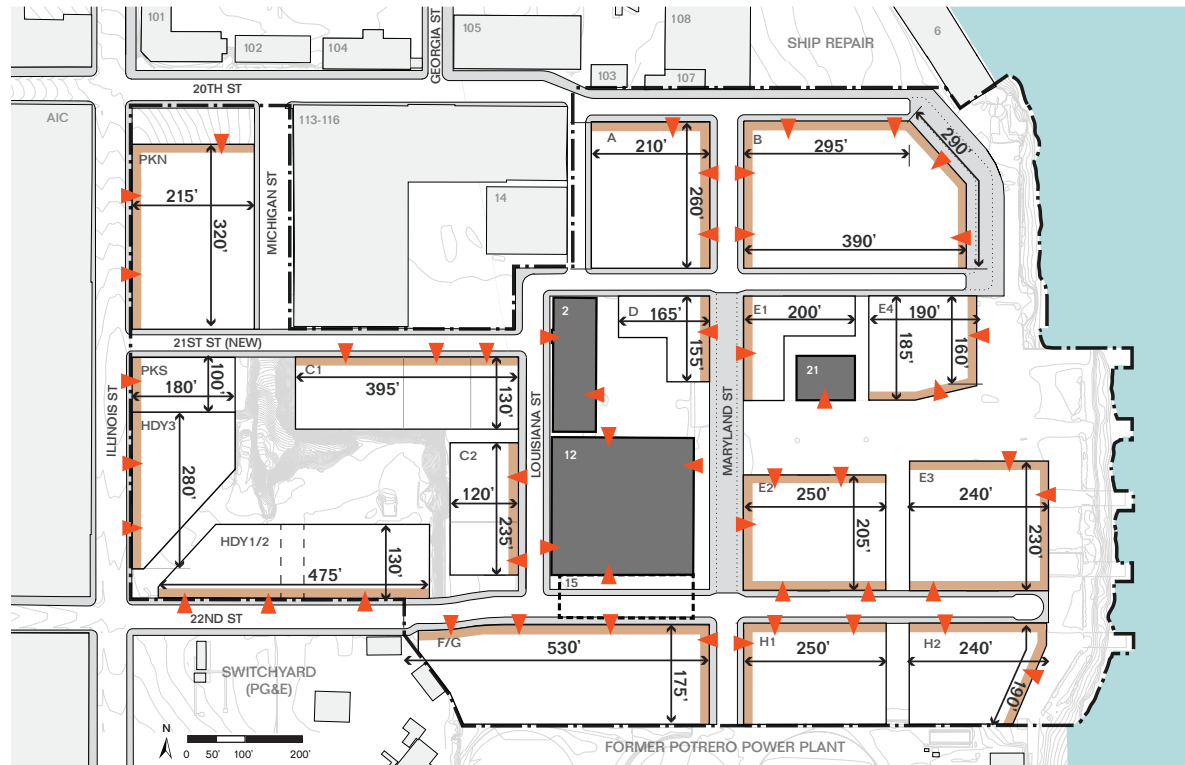 101
102
104
GEORGIA ST
105
108
103
107
SHIP REPAIR
6
20TH ST
AIC
PKN
215'
320'
MICHIGAN ST
113-116
14
A
210'
260'
B
295'
290'
390'
21ST ST (NEW)
ILLINOIS ST
PKS
180'
100'
HDY3
280'
HDY1/2
475'
130'
C1
395'
130'
C2
120'
235'
LOUISIANA ST
2
12
15
D
165'
155'
MARYLAND ST
E1
200'
21
E4
190'
185'
160'
E2
250'
205'
E3
240'
230'
22ND ST
F/G
530'
175'
H1
250'
H2
240'
190'
SWITCHYARD
(PG&E)
N
0 50' 100' 200'
FORMER POTRERO POWER PLANT